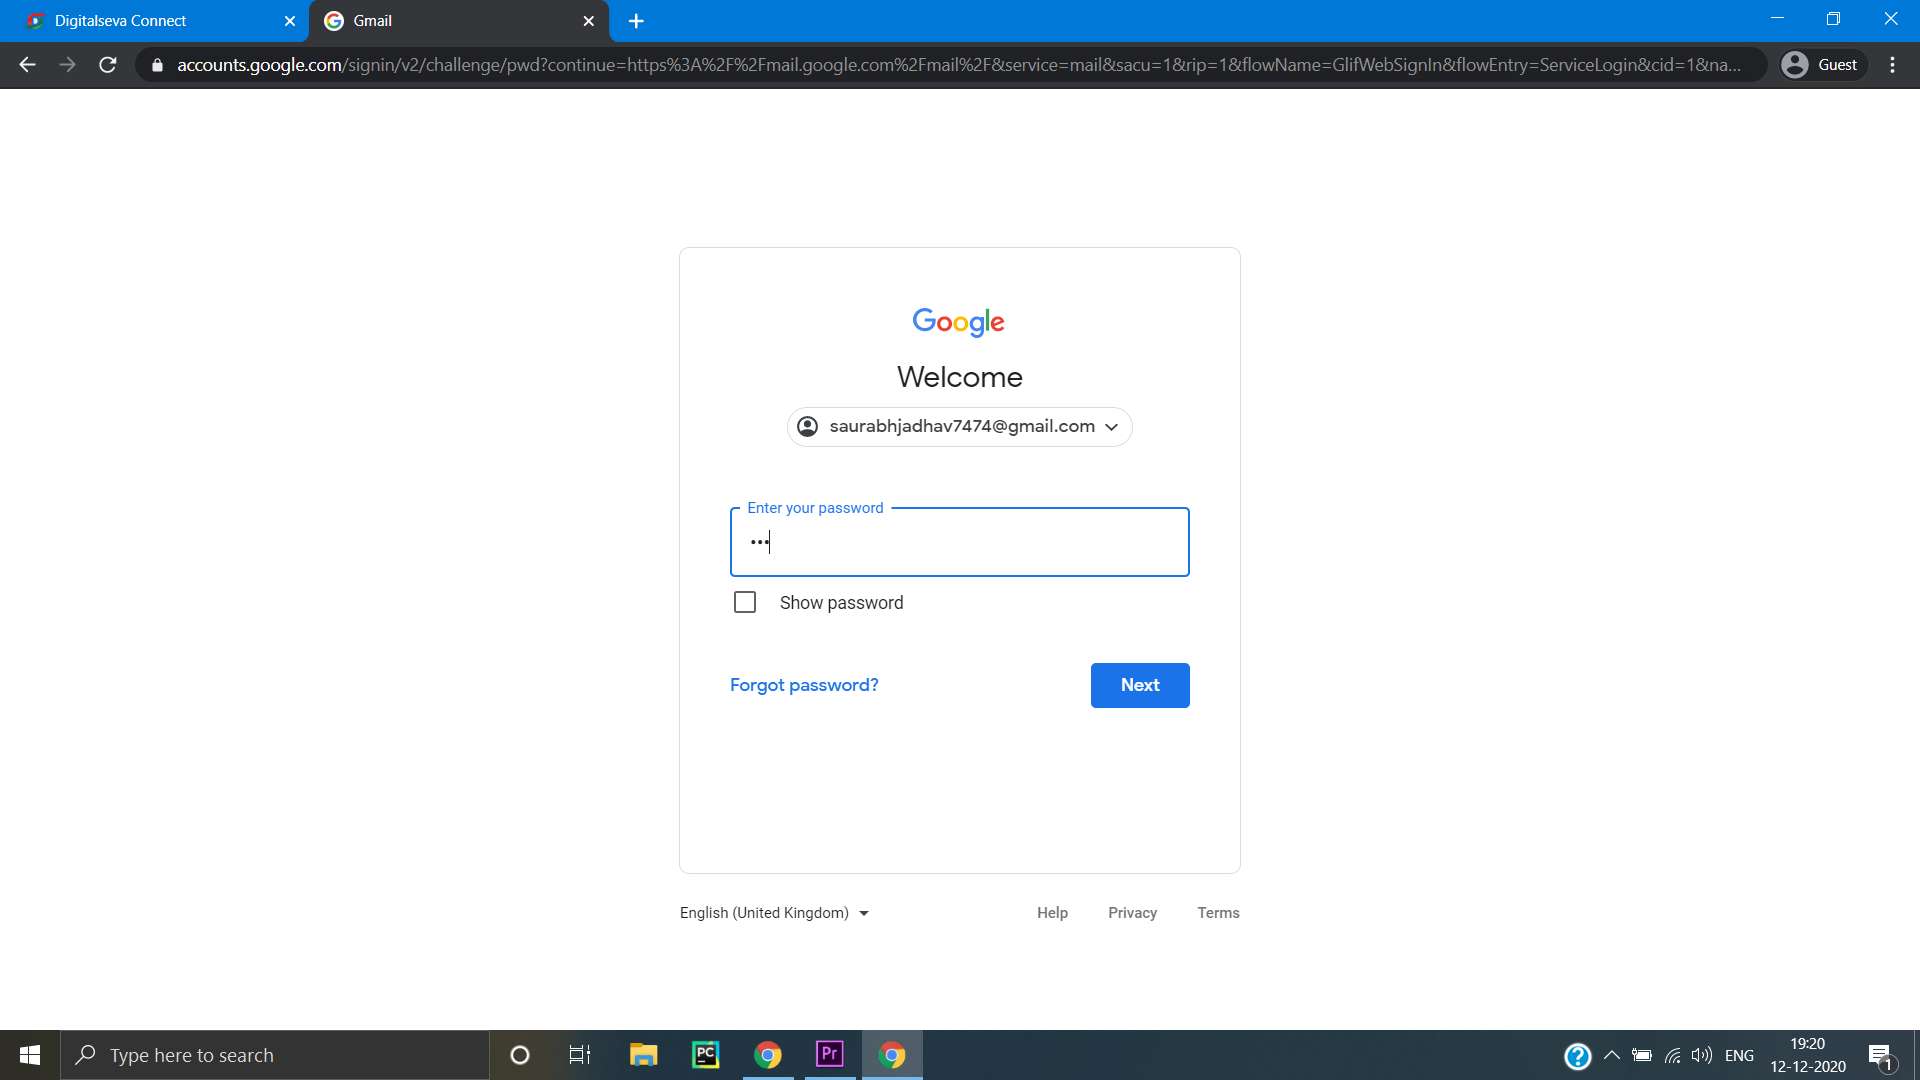 Digitalseva Connect
Gmail
accounts.google.com/signin/v2/challenge/pwd?continue=https%3A%2F%2Fmail.google.com%2Fmail%2F&service=mail&sacu=1&rip=1&flowName=GlifWebSignIn&flowEntry=ServiceLogin&cid=1&na...
Guest
Google
Welcome
saurabhjadhav7474@gmail.com
Enter your password
•••
Show password
Forgot password?
Next
English (United Kingdom)
Help
Privacy
Terms
Type here to search
PC
Pr
ENG
19:20
12-12-2020
1